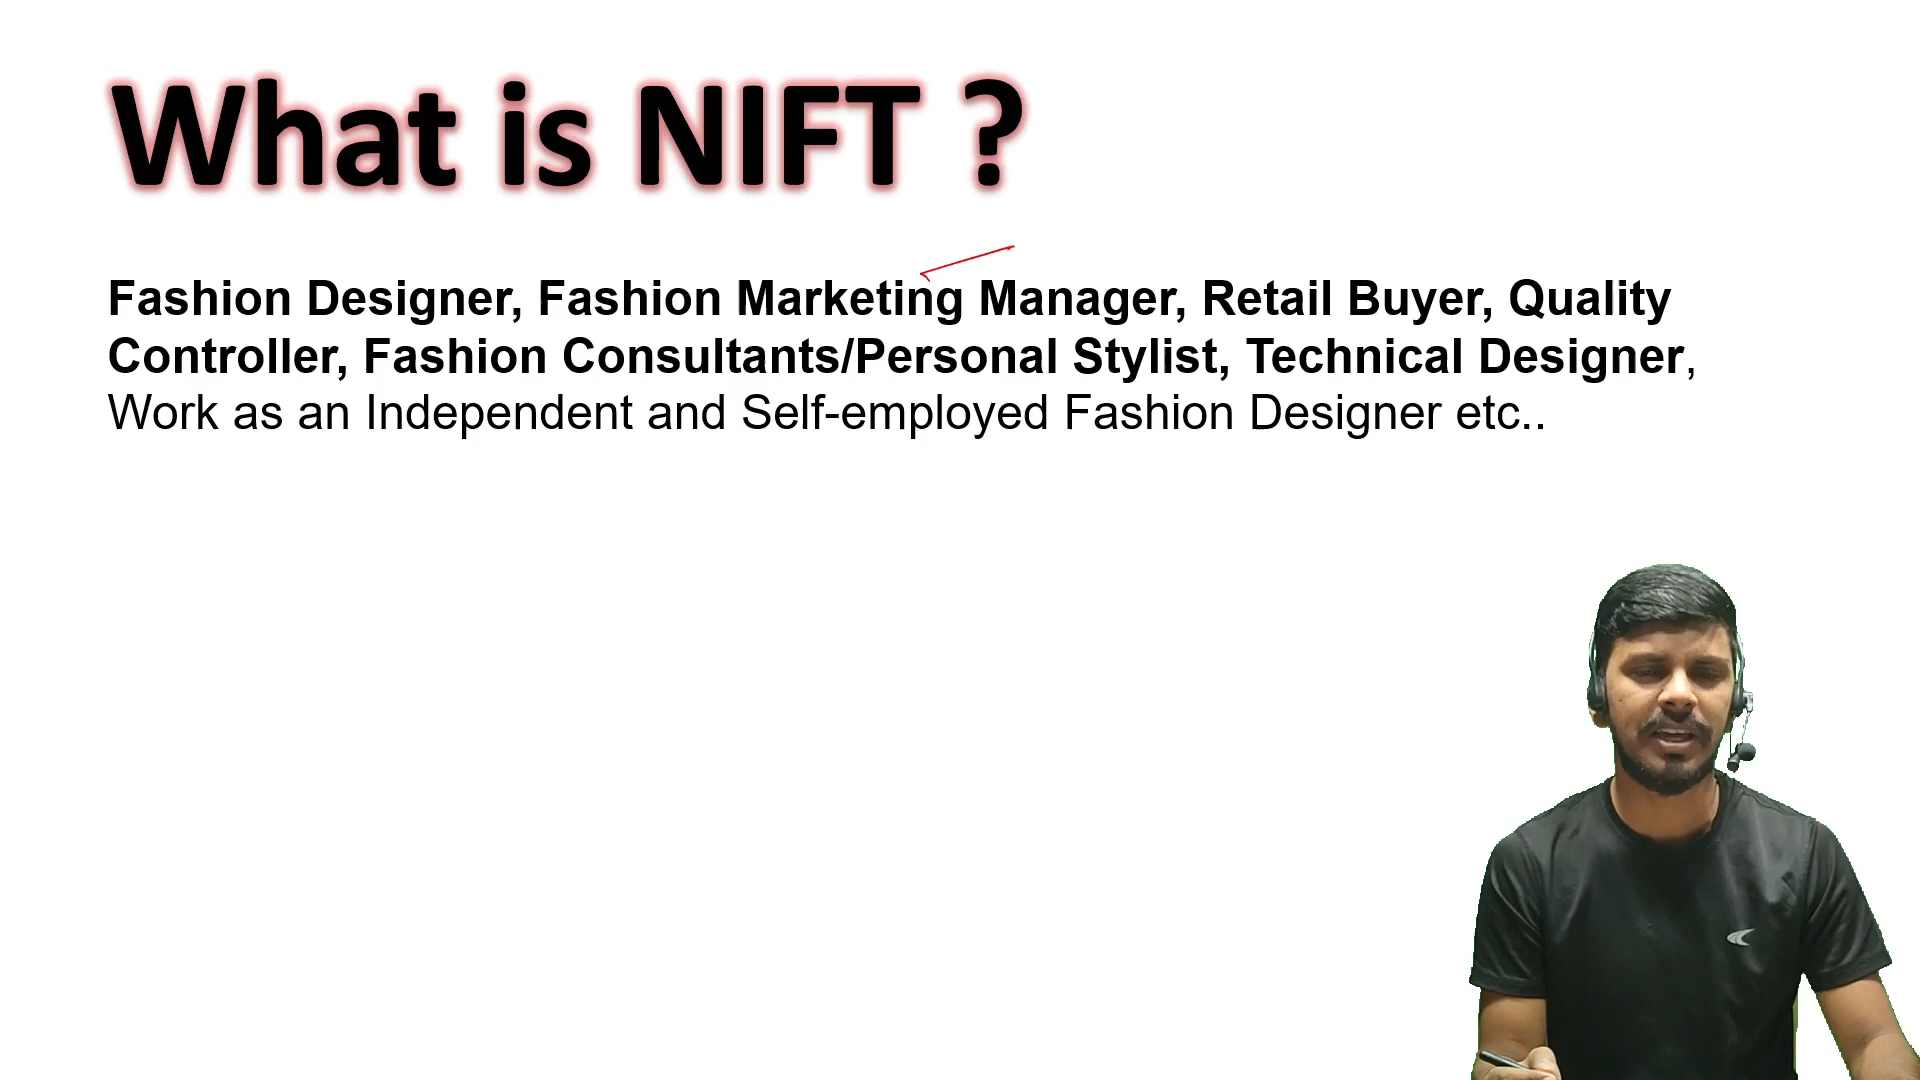 What is NIFT ?
Fashion Designer, Fashion Marketing Manager, Retail Buyer, Quality
Controller, Fashion Consultants/Personal Stylist, Technical Designer,
Work as an Independent and Self-employed Fashion Designer etc..